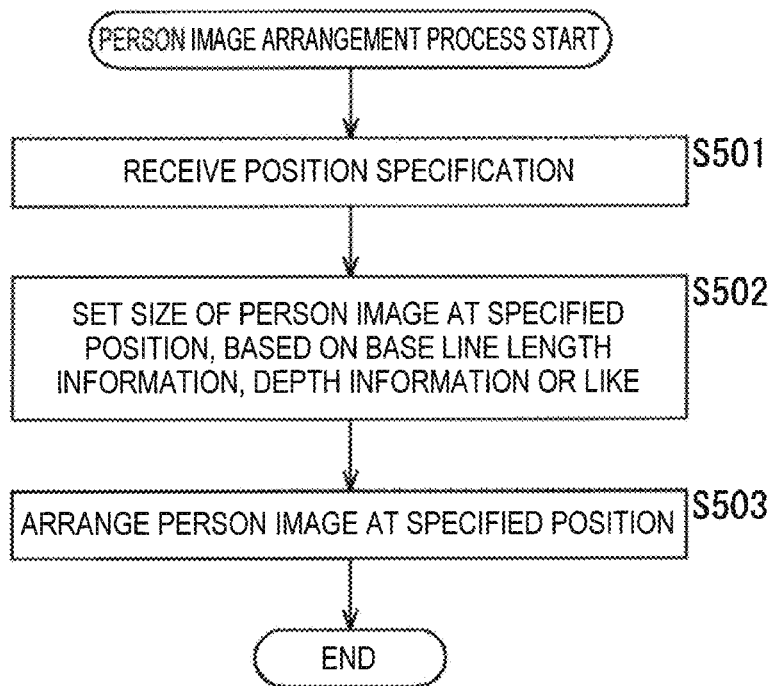 PERSON IMAGE ARRANGEMENT PROCESS START
RECEIVE POSITION SPECIFICATION
S501
SET SIZE OF PERSON IMAGE AT SPECIFIED
POSITION, BASED ON BASE LINE LENGTH
INFORMATION, DEPTH INFORMATION OR LIKE
S502
ARRANGE PERSON IMAGE AT SPECIFIED POSITION
S503
END